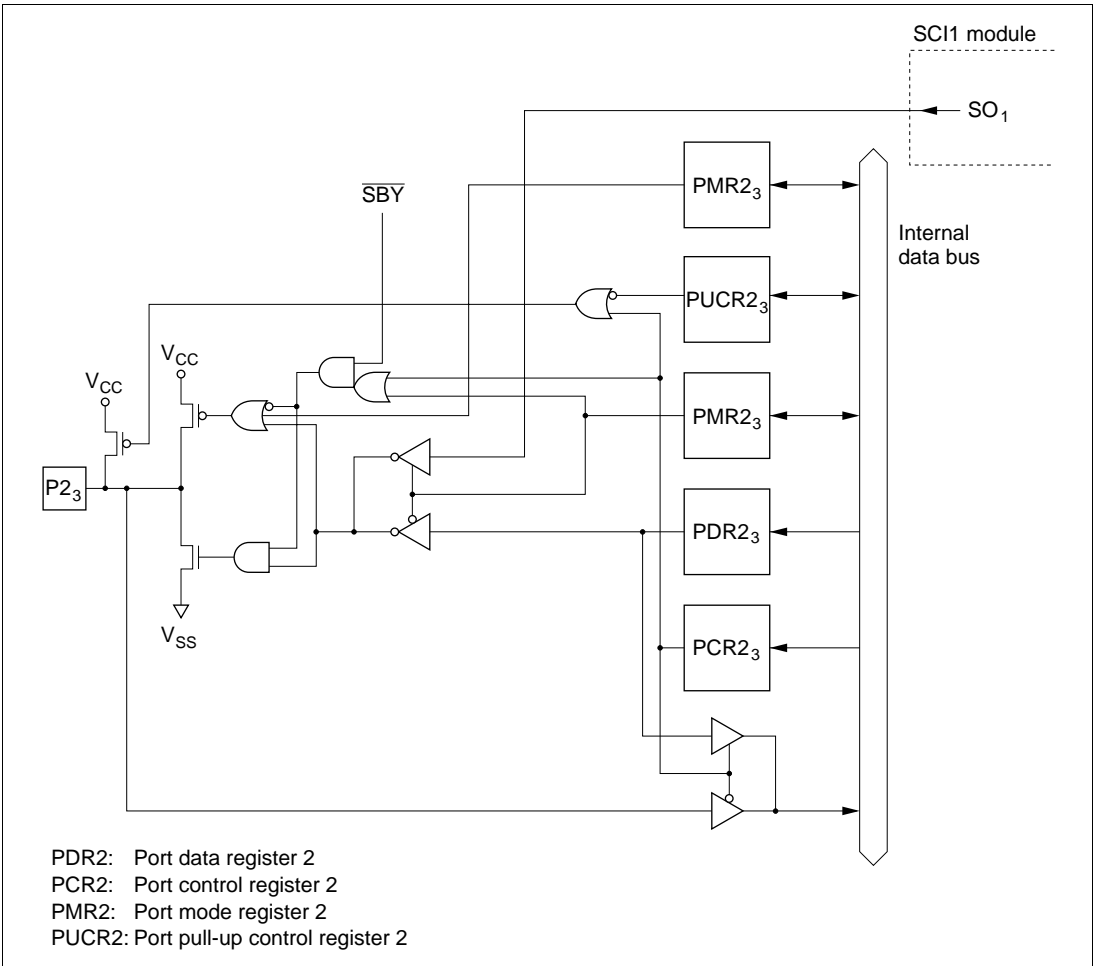 SCI1 module
SO1
PMR23
SBY
Internal
data bus
PUCR23
VCC
VCC
PMR23
P23
PDR23
VSS
PCR23
PDR2: Port data register 2
PCR2: Port control register 2
PMR2: Port mode register 2
PUCR2: Port pull-up control register 2